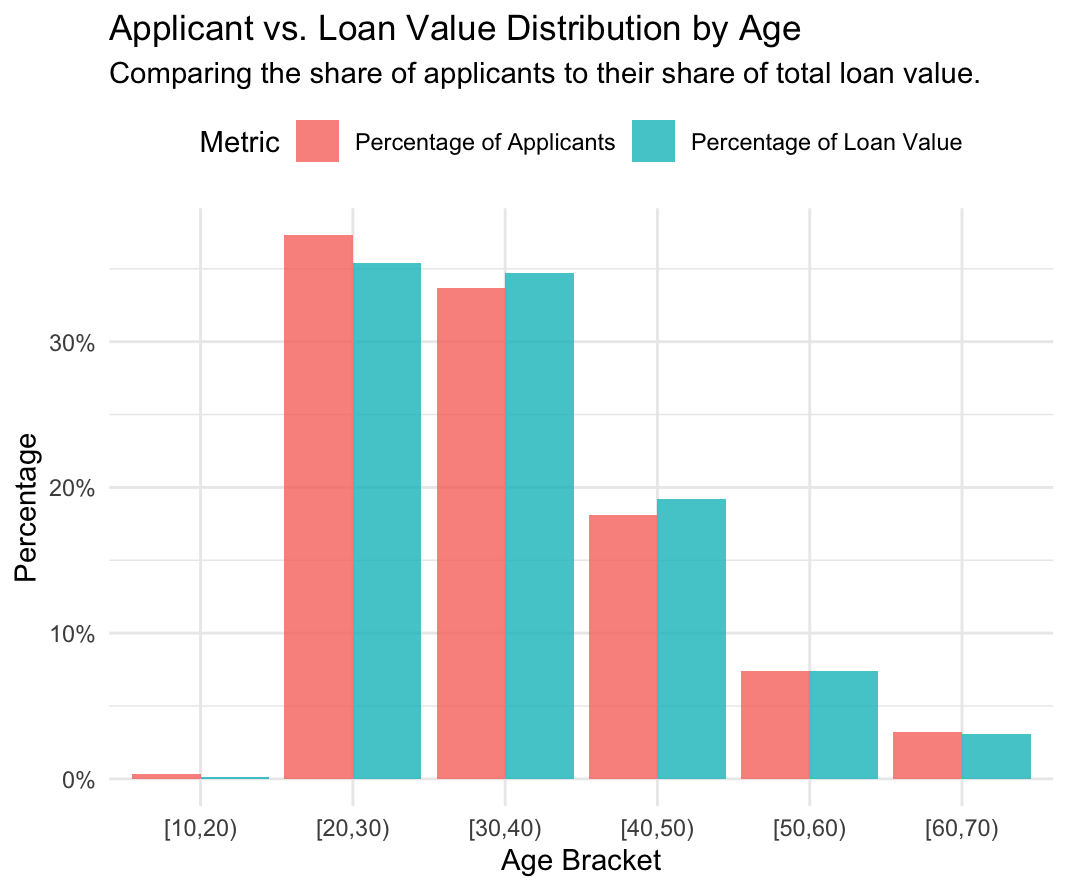 Applicant vs. Loan Value Distribution by Age
Comparing the share of applicants to their share of total loan value.
Metric Percentage of Applicants Percentage of Loan Value
Percentage
30%
20%
10%
0%
[10,20) [20,30) [30,40) [40,50) [50,60) [60,70)
Age Bracket